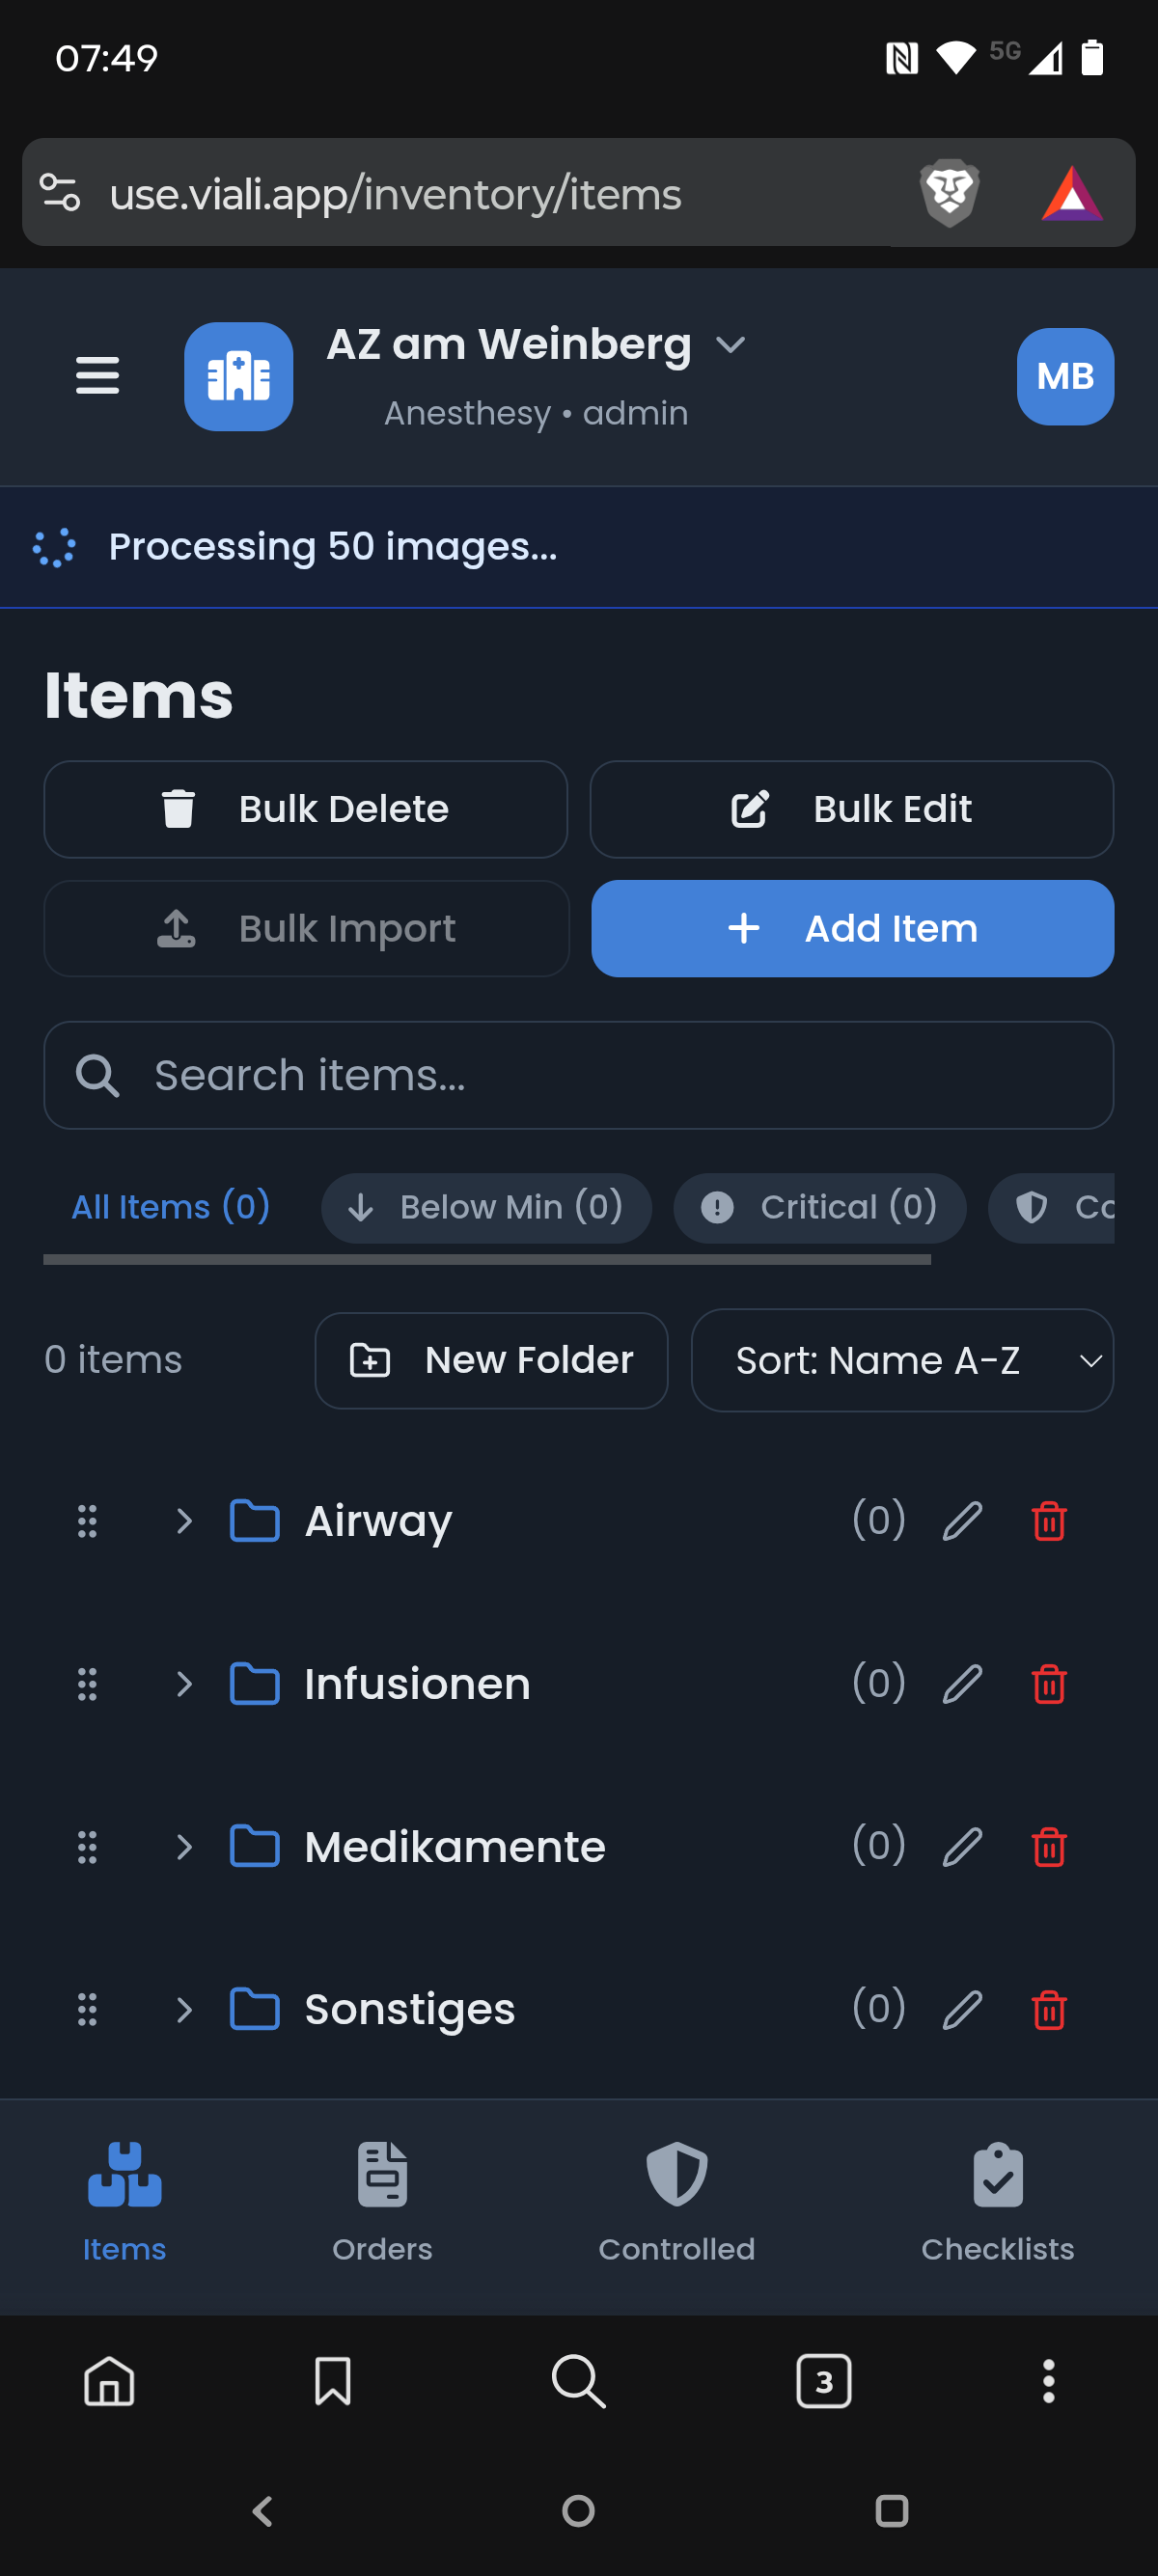 07:49
5G
use.viali.app/inventory/items
AZ am Weinberg
Anesthesy • admin
MB
Processing 50 images...
Items
Bulk Delete
Bulk Edit
Bulk Import
Add Item
Search items...
All Items (0)
Below Min (0)
Critical (0)
Co
0 items
New Folder
Sort: Name A-Z
Airway
(0)
Infusionen
(0)
Medikamente
(0)
Sonstiges
(0)
Items
Orders
Controlled
Checklists
3